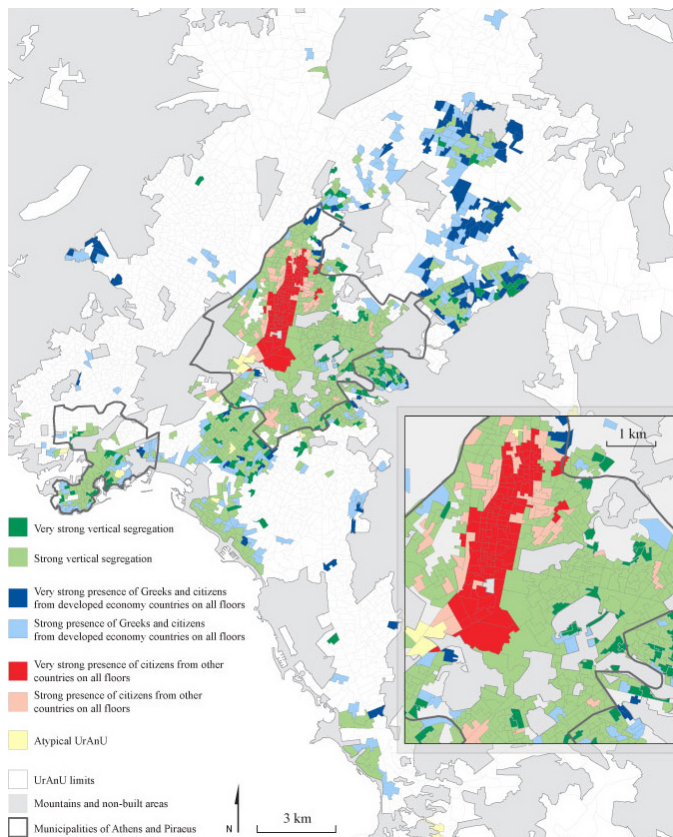 1 km
Very strong vertical segregation
Strong vertical segregation
Very strong presence of Greeks and citizens
from developed economy countries on all floors
Strong presence of Greeks and citizens
from developed economy countries on all floors
Very strong presence of citizens from other
countries on all floors
Strong presence of citizens from other
countries on all floors
Atypical UrAnU
UrAnU limits
Mountains and non-built areas
Municipalities of Athens and Piraeus
N
3 km